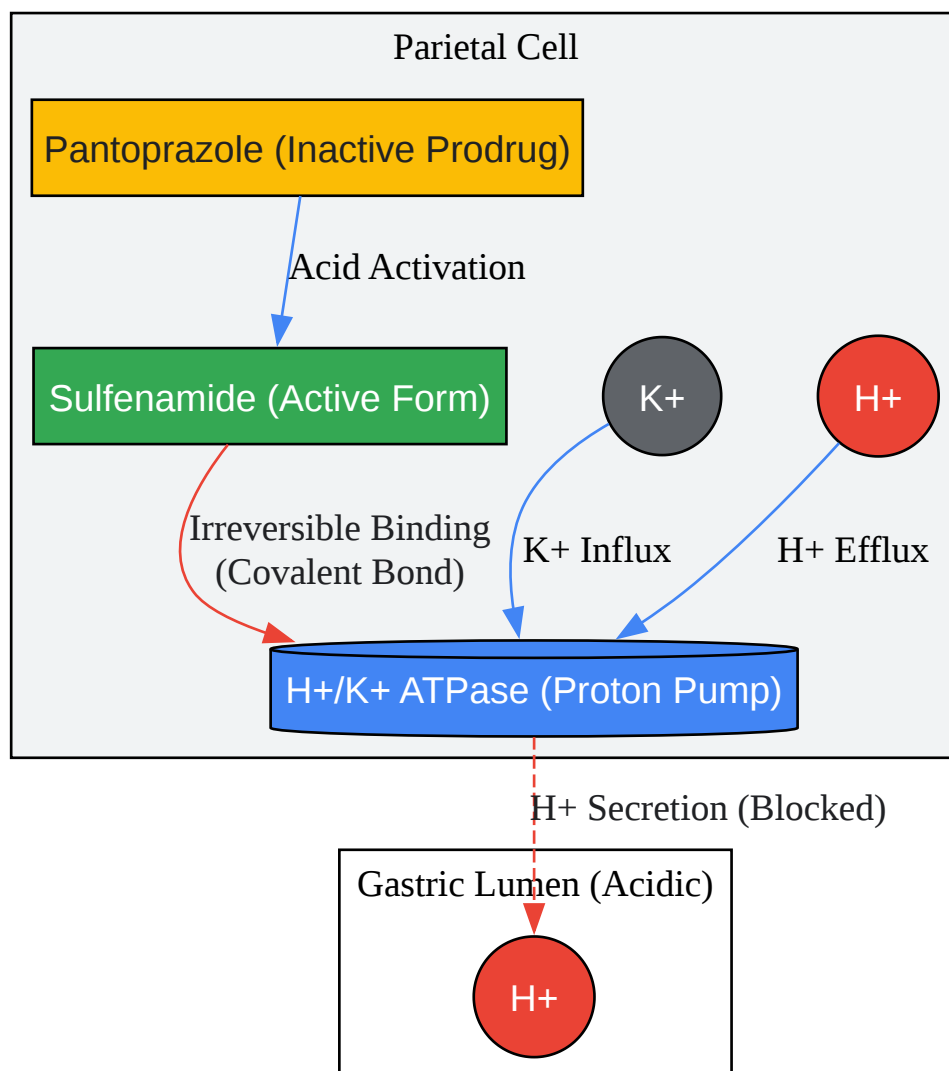 Parietal Cell
Pantoprazole (Inactive Prodrug)
Acid Activation
Sulfenamide (Active Form)
K+
H+
Irreversible Binding
(Covalent Bond)
K+ Influx
H+ Efflux
H+/K+ ATPase (Proton Pump)
H+ Secretion (Blocked)
Gastric Lumen (Acidic)
H+